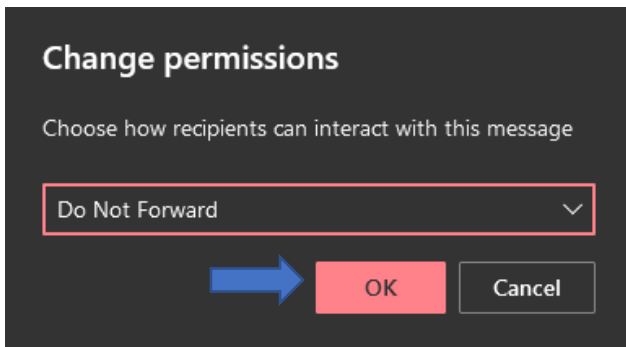 Change permissions
Choose how recipients can interact with this message
Do Not Forward
OK
Cancel